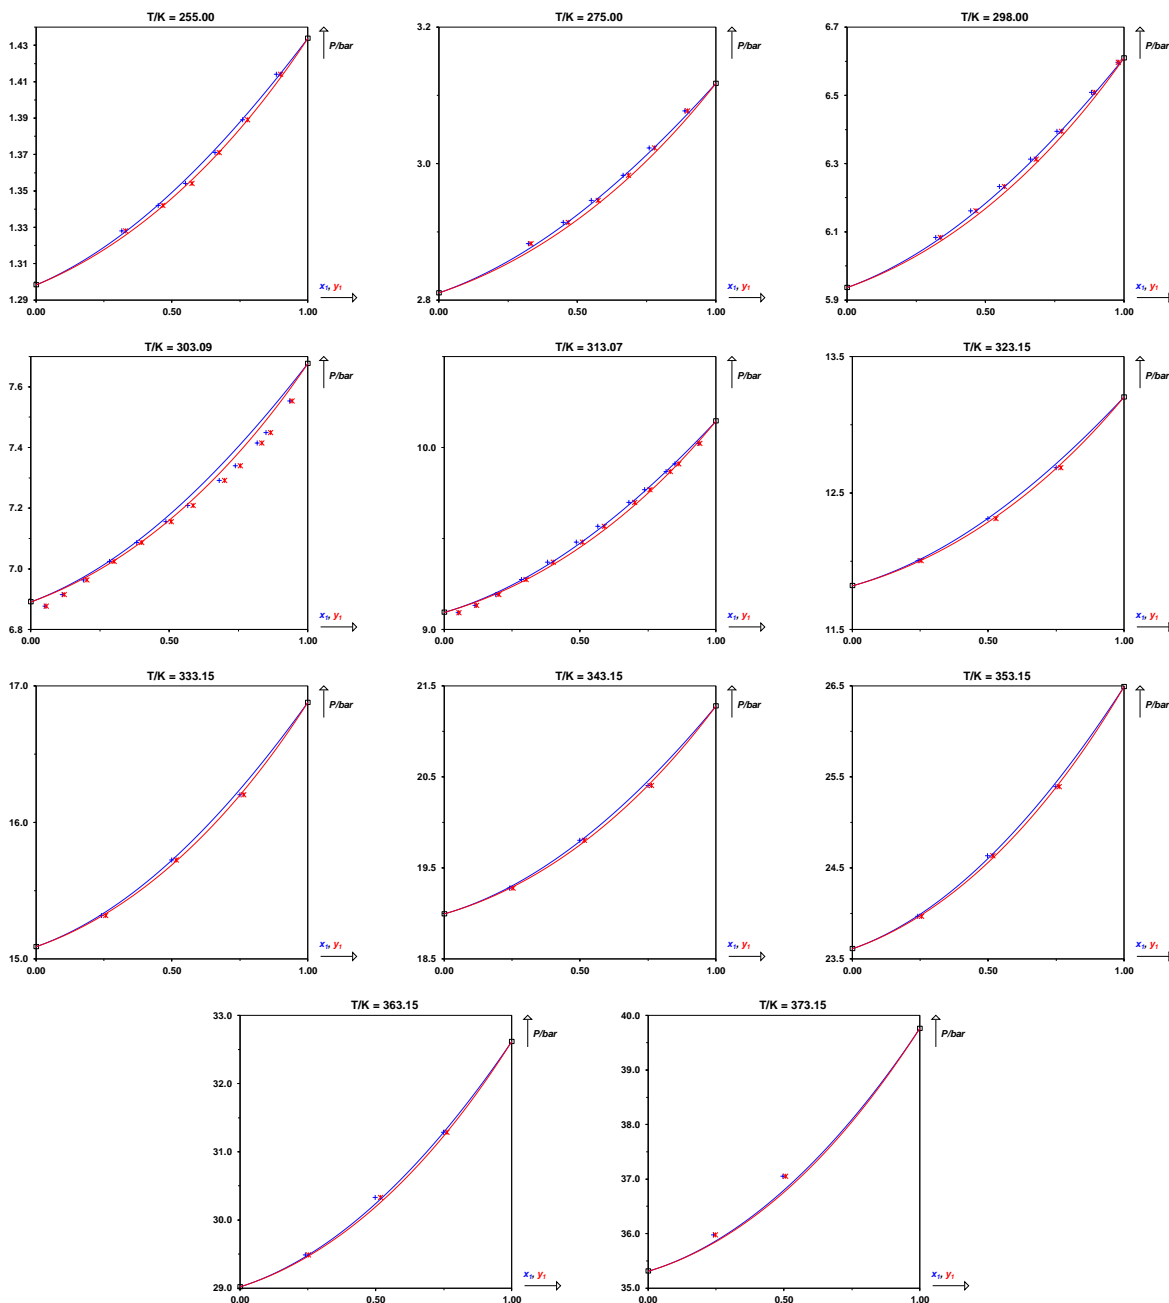 T/K = 255.00
1.43
1.41
1.39
1.37
1.35
1.33
1.31
1.29
P/bar
x₁, y₁
0.00
0.50
1.00
T/K = 275.00
3.2
3.0
2.8
P/bar
x₁, y₁
0.00
0.50
1.00
T/K = 298.00
6.7
6.5
6.3
6.1
5.9
P/bar
x₁, y₁
0.00
0.50
1.00
T/K = 303.09
7.6
7.4
7.2
7.0
6.8
P/bar
x₁, y₁
0.00
0.50
1.00
T/K = 313.07
10.0
9.0
P/bar
x₁, y₁
0.00
0.50
1.00
T/K = 323.15
13.5
12.5
11.5
P/bar
x₁, y₁
0.00
0.50
1.00
T/K = 333.15
17.0
16.0
15.0
P/bar
x₁, y₁
0.00
0.50
1.00
T/K = 343.15
21.5
20.5
19.5
18.5
P/bar
x₁, y₁
0.00
0.50
1.00
T/K = 353.15
26.5
25.5
24.5
23.5
P/bar
x₁, y₁
0.00
0.50
1.00
T/K = 363.15
33.0
32.0
31.0
30.0
29.0
P/bar
x₁, y₁
0.00
0.50
1.00
T/K = 373.15
40.0
39.0
38.0
37.0
36.0
35.0
P/bar
x₁, y₁
0.00
0.50
1.00